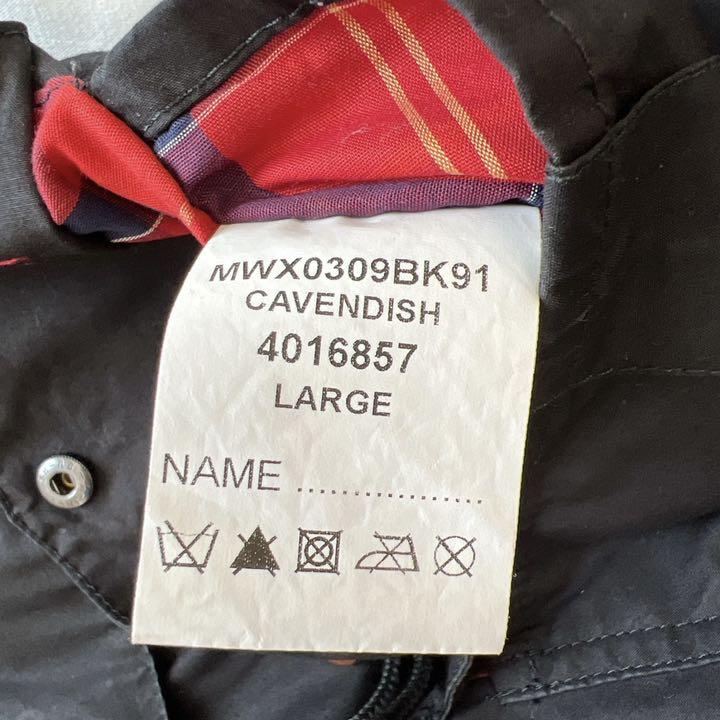 MWX0309BK91
CAVENDISH
4016857
LARGE
NAME ....................